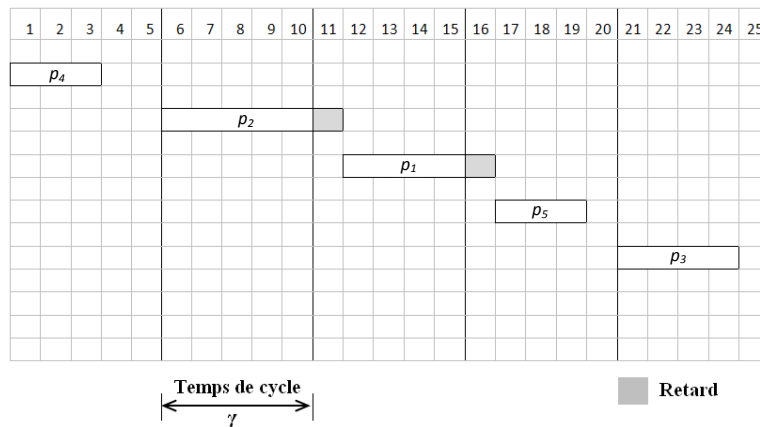 1 2 3 4 5 6 7 8 9 10 11 12 13 14 15 16 17 18 19 20 21 22 23 24 25
p₄
p₂
p₁
p₅
p₃
Temps de cycle
γ
Retard